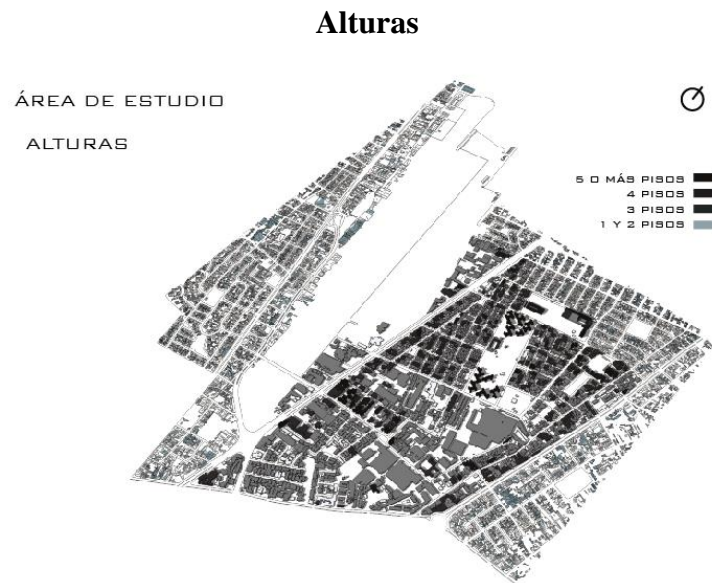 Alturas
ÁREA DE ESTUDIO
ALTURAS
5 O MÁS PISOS
4 PISOS
3 PISOS
1 Y 2 PISOS